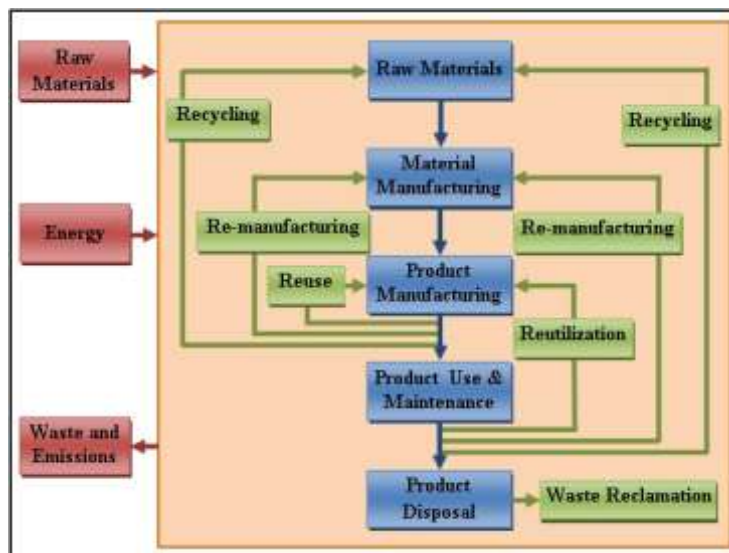 Raw
Materials
Raw Materials
Recycling
Recycling
Material
Manufacturing
Energy
Re-manufacturing
Re-manufacturing
Product
Manufacturing
Reuse
Reutilization
Product Use &
Maintenance
Waste and
Emissions
Product
Disposal
Waste Reclamation